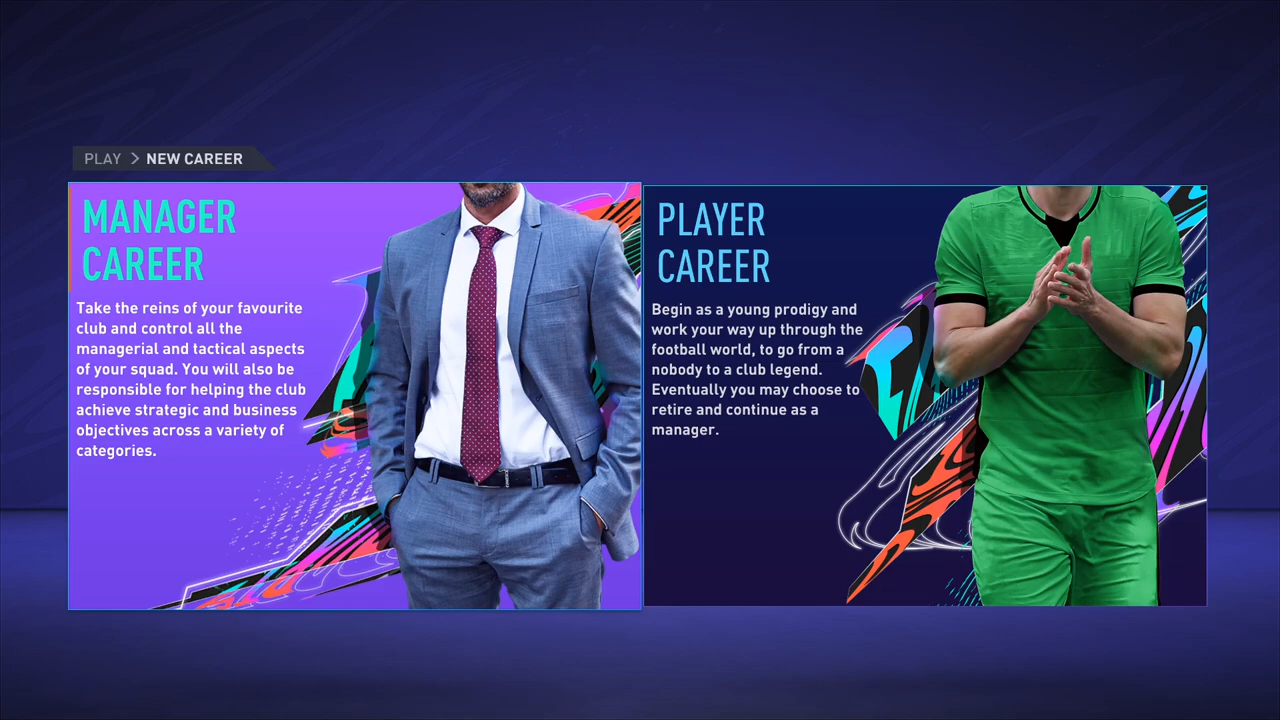 PLAY > NEW CAREER
MANAGER
CAREER
Take the reins of your favourite
club and control all the
managerial and tactical aspects
of your squad. You will also be
responsible for helping the club
achieve strategic and business
objectives across a variety of
categories.
PLAYER
CAREER
Begin as a young prodigy and
work your way up through the
football world, to go from a
nobody to a club legend.
Eventually you may choose to
retire and continue as a
manager.